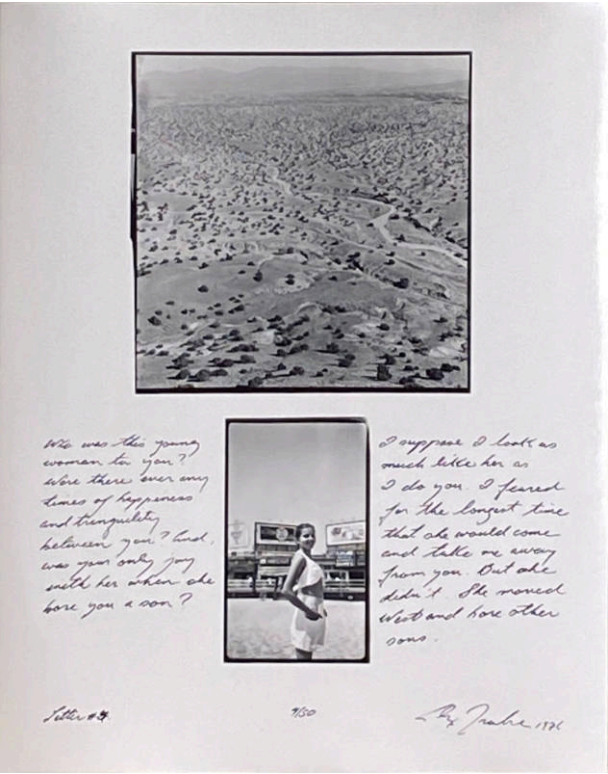 Who was this young
woman to you?
Were there ever any
times of happeness
and tranquility
between you? And,
was your only joy
with her when she
bore you a son?
I suppose I look as
much like her as
I do you. I feared
for the longest time
that she would come
and take me away
from you. But she
didn't. She moved
West and bore other
sons.
Letter #
/50
Alex